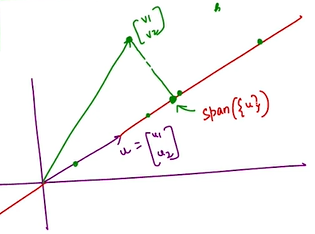 [v1
v2]
span({u})
u = [u1
u2]